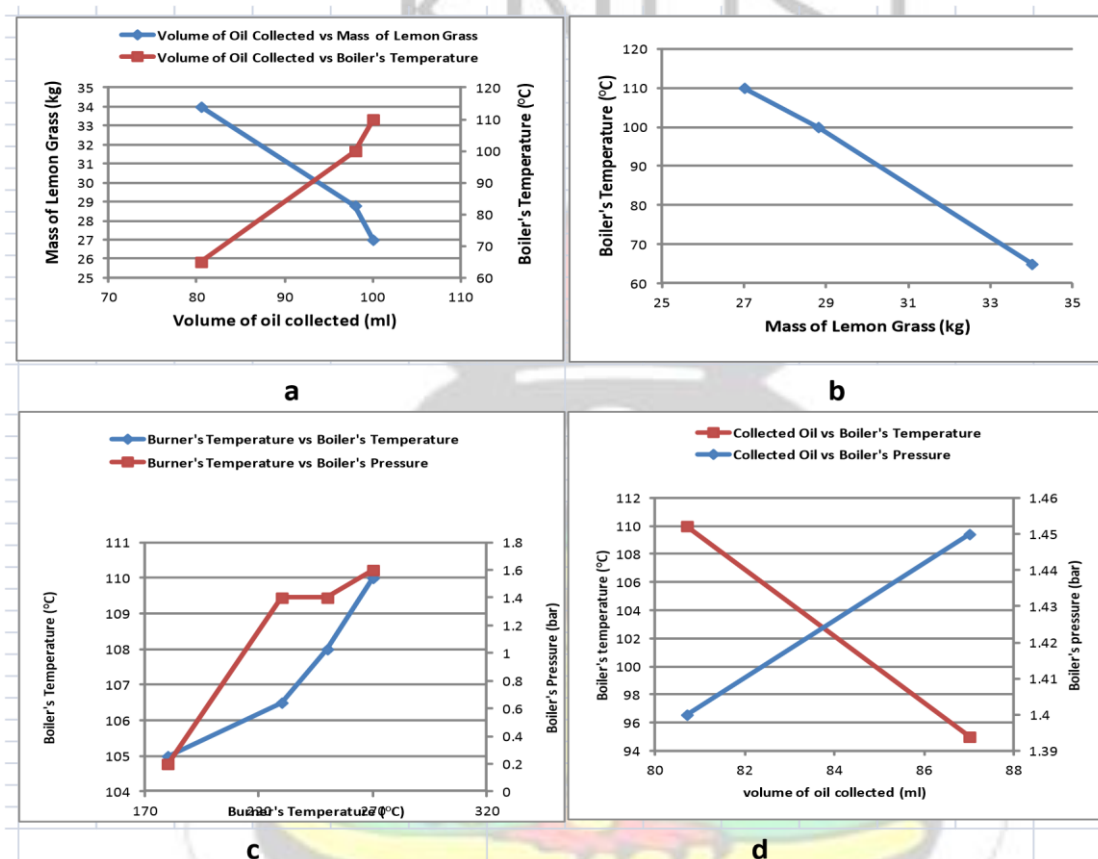 KNUST
Volume of Oil Collected vs Mass of Lemon Grass
Volume of Oil Collected vs Boiler's Temperature
Mass of Lemon Grass (kg)
35
34
33
32
31
30
29
28
27
26
25
120
110
100
90
80
70
60
Boiler's Temperature (°C)
70 80 90 100 110
Volume of oil collected (ml)
a
Boiler's Temperature (°C)
120
110
100
90
80
70
60
25 27 29 31 33 35
Mass of Lemon Grass (kg)
b
Burner's Temperature vs Boiler's Temperature
Burner's Temperature vs Boiler's Pressure
Boiler's Temperature (°C)
111
110
109
108
107
106
105
104
1.8
1.6
1.4
1.2
1
0.8
0.6
0.4
0.2
0
Boiler's Pressure (bar)
170 220 270 320
Burner's Temperature (°C)
c
Collected Oil vs Boiler's Temperature
Collected Oil vs Boiler's Pressure
Boiler's temperature (°C)
112
110
108
106
104
102
100
98
96
94
1.46
1.45
1.44
1.43
1.42
1.41
1.4
1.39
Boiler's pressure (bar)
80 82 84 86 88
volume of oil collected (ml)
d